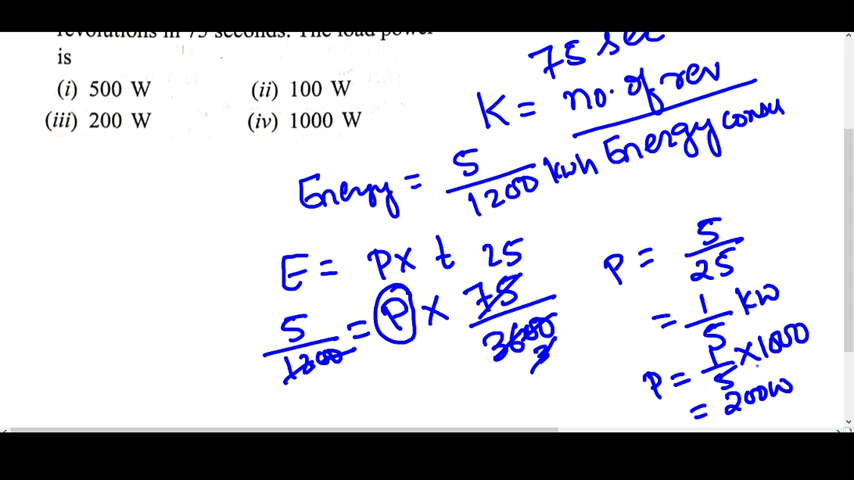 revolutions in 75 seconds. The load power
is
(i) 500 W (ii) 100 W
(iii) 200 W (iv) 1000 W
75 sec
K = no. of rev
Energy consu
Energy = 5
1200 kwh
E = P x t
5 = P x 75 25
1200 3600 3
P = 5
25
= 1 kw
5
P = 1 x 1000
5
= 200w